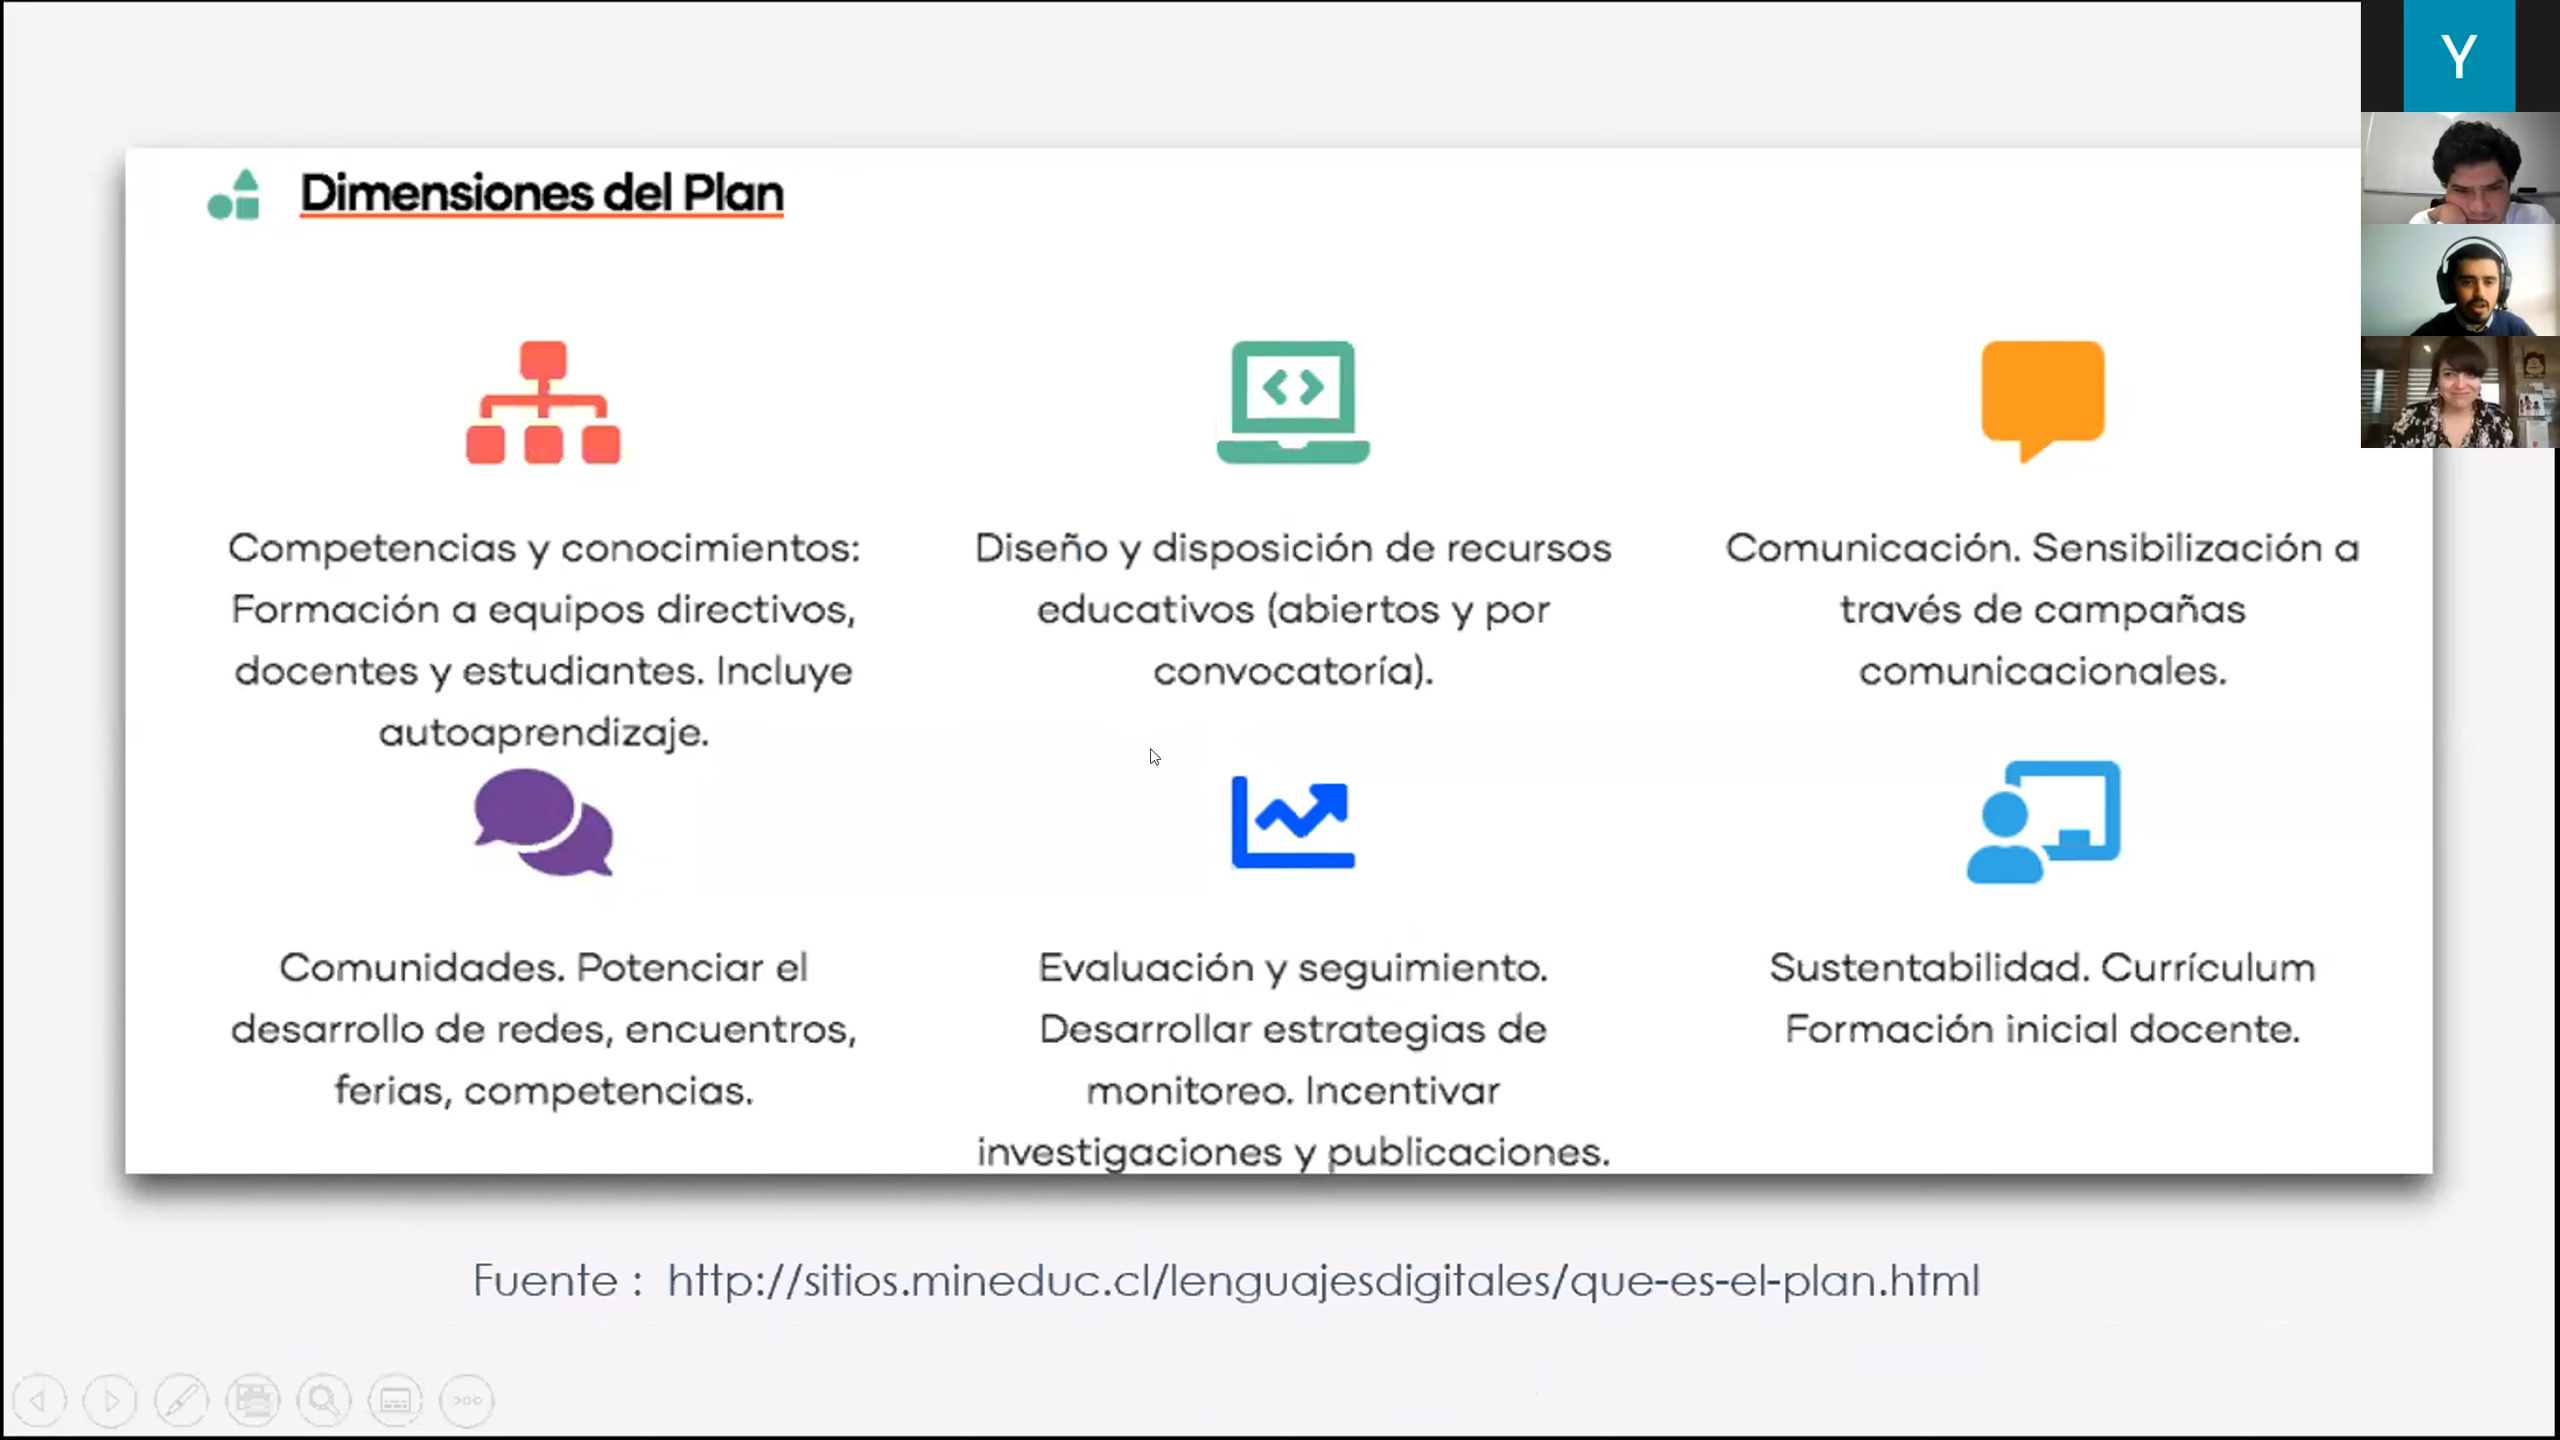 Y
Dimensiones del Plan
Competencias y conocimientos:
Formación a equipos directivos,
docentes y estudiantes. Incluye
autoaprendizaje.
Diseño y disposición de recursos
educativos (abiertos y por
convocatoría).
Comunicación. Sensibilización a
través de campañas
comunicacionales.
Comunidades. Potenciar el
desarrollo de redes, encuentros,
ferias, competencias.
Evaluación y seguimiento.
Desarrollar estrategias de
monitoreo. Incentivar
investigaciones y publicaciones.
Sustentabilidad. Currículum
Formación inicial docente.
Fuente : http://sitios.mineduc.cl/lenguajesdigitales/que-es-el-plan.html